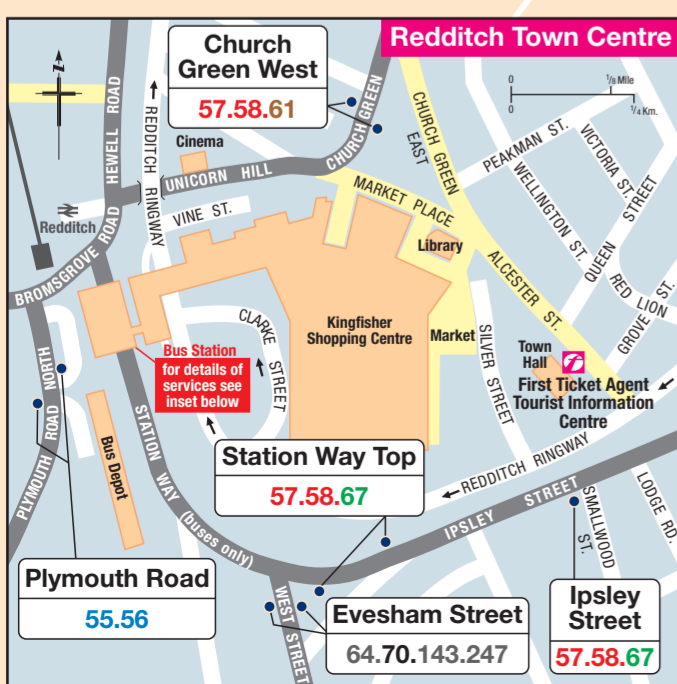 Redditch Town Centre
Church
Green West
57.58.61
N
0
1/8 Mile
0
1/4 Km.
HEWELL ROAD
REDDITCH RINGWAY
Cinema
UNICORN HILL
CHURCH GREEN
CHURCH GREEN
EAST
PEAKMAN ST.
VICTORIA ST.
WELLINGTON ST.
QUEEN STREET
RED LION
GROVE ST.
Redditch
VINE ST.
MARKET PLACE
Library
ALCESTER ST.
BROMSGROVE ROAD
Kingfisher
Shopping Centre
Market
SILVER STREET
Town
Hall
First Ticket Agent
Tourist Information
Centre
CLARKE STREET
Bus Station
for details of
services see
inset below
PLYMOUTH ROAD NORTH
Bus Depot
STATION WAY (buses only)
Station Way Top
57.58.67
REDDITCH RINGWAY
IPSLEY STREET
SMALLWOOD
ST.
LODGE RD.
Plymouth Road
55.56
WEST STREET
Evesham Street
64.70.143.247
Ipsley
Street
57.58.67